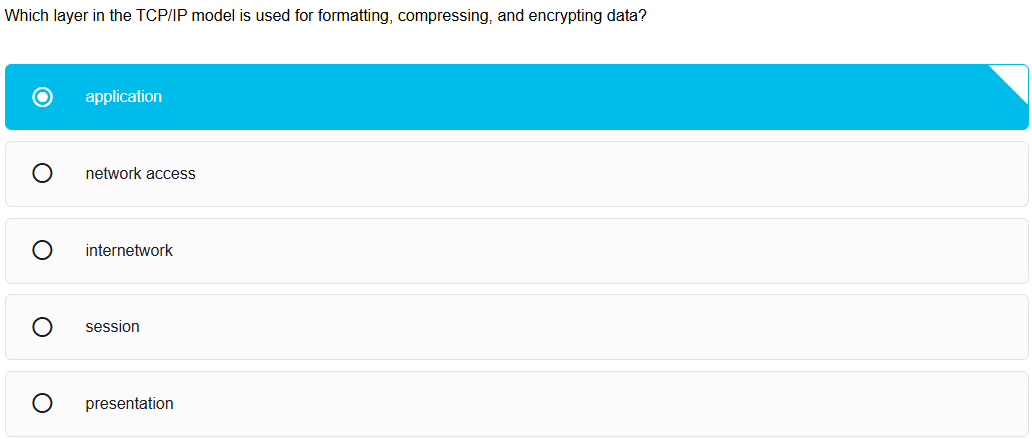 Which layer in the TCP/IP model is used for formatting, compressing, and encrypting data?
application
network access
internetwork
session
presentation